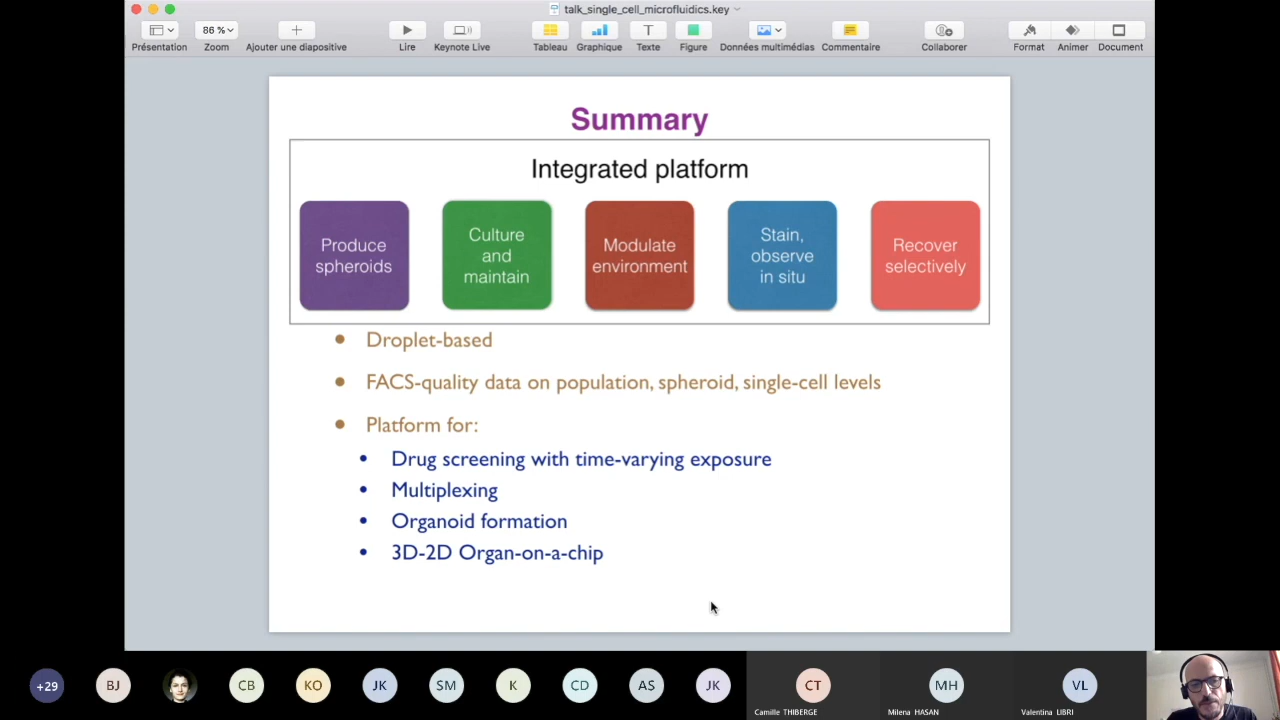 talk_single_cell_microfluidics.key
86 %
Présentation
Zoom
Ajouter une diapositive
Lire
Keynote Live
Tableau
Graphique
Texte
Figure
Données multimédias
Commentaire
Collaborer
Format
Animer
Document
Summary
Integrated platform
Produce
spheroids
Culture
and
maintain
Modulate
environment
Stain,
observe
in situ
Recover
selectively
• Droplet-based
• FACS-quality data on population, spheroid, single-cell levels
• Platform for:
• Drug screening with time-varying exposure
• Multiplexing
• Organoid formation
• 3D-2D Organ-on-a-chip
+29
BJ
CB
KO
JK
SM
K
CD
AS
JK
CT
Camille THIBERGE
MH
Milena HASAN
VL
Valentina LIBRI